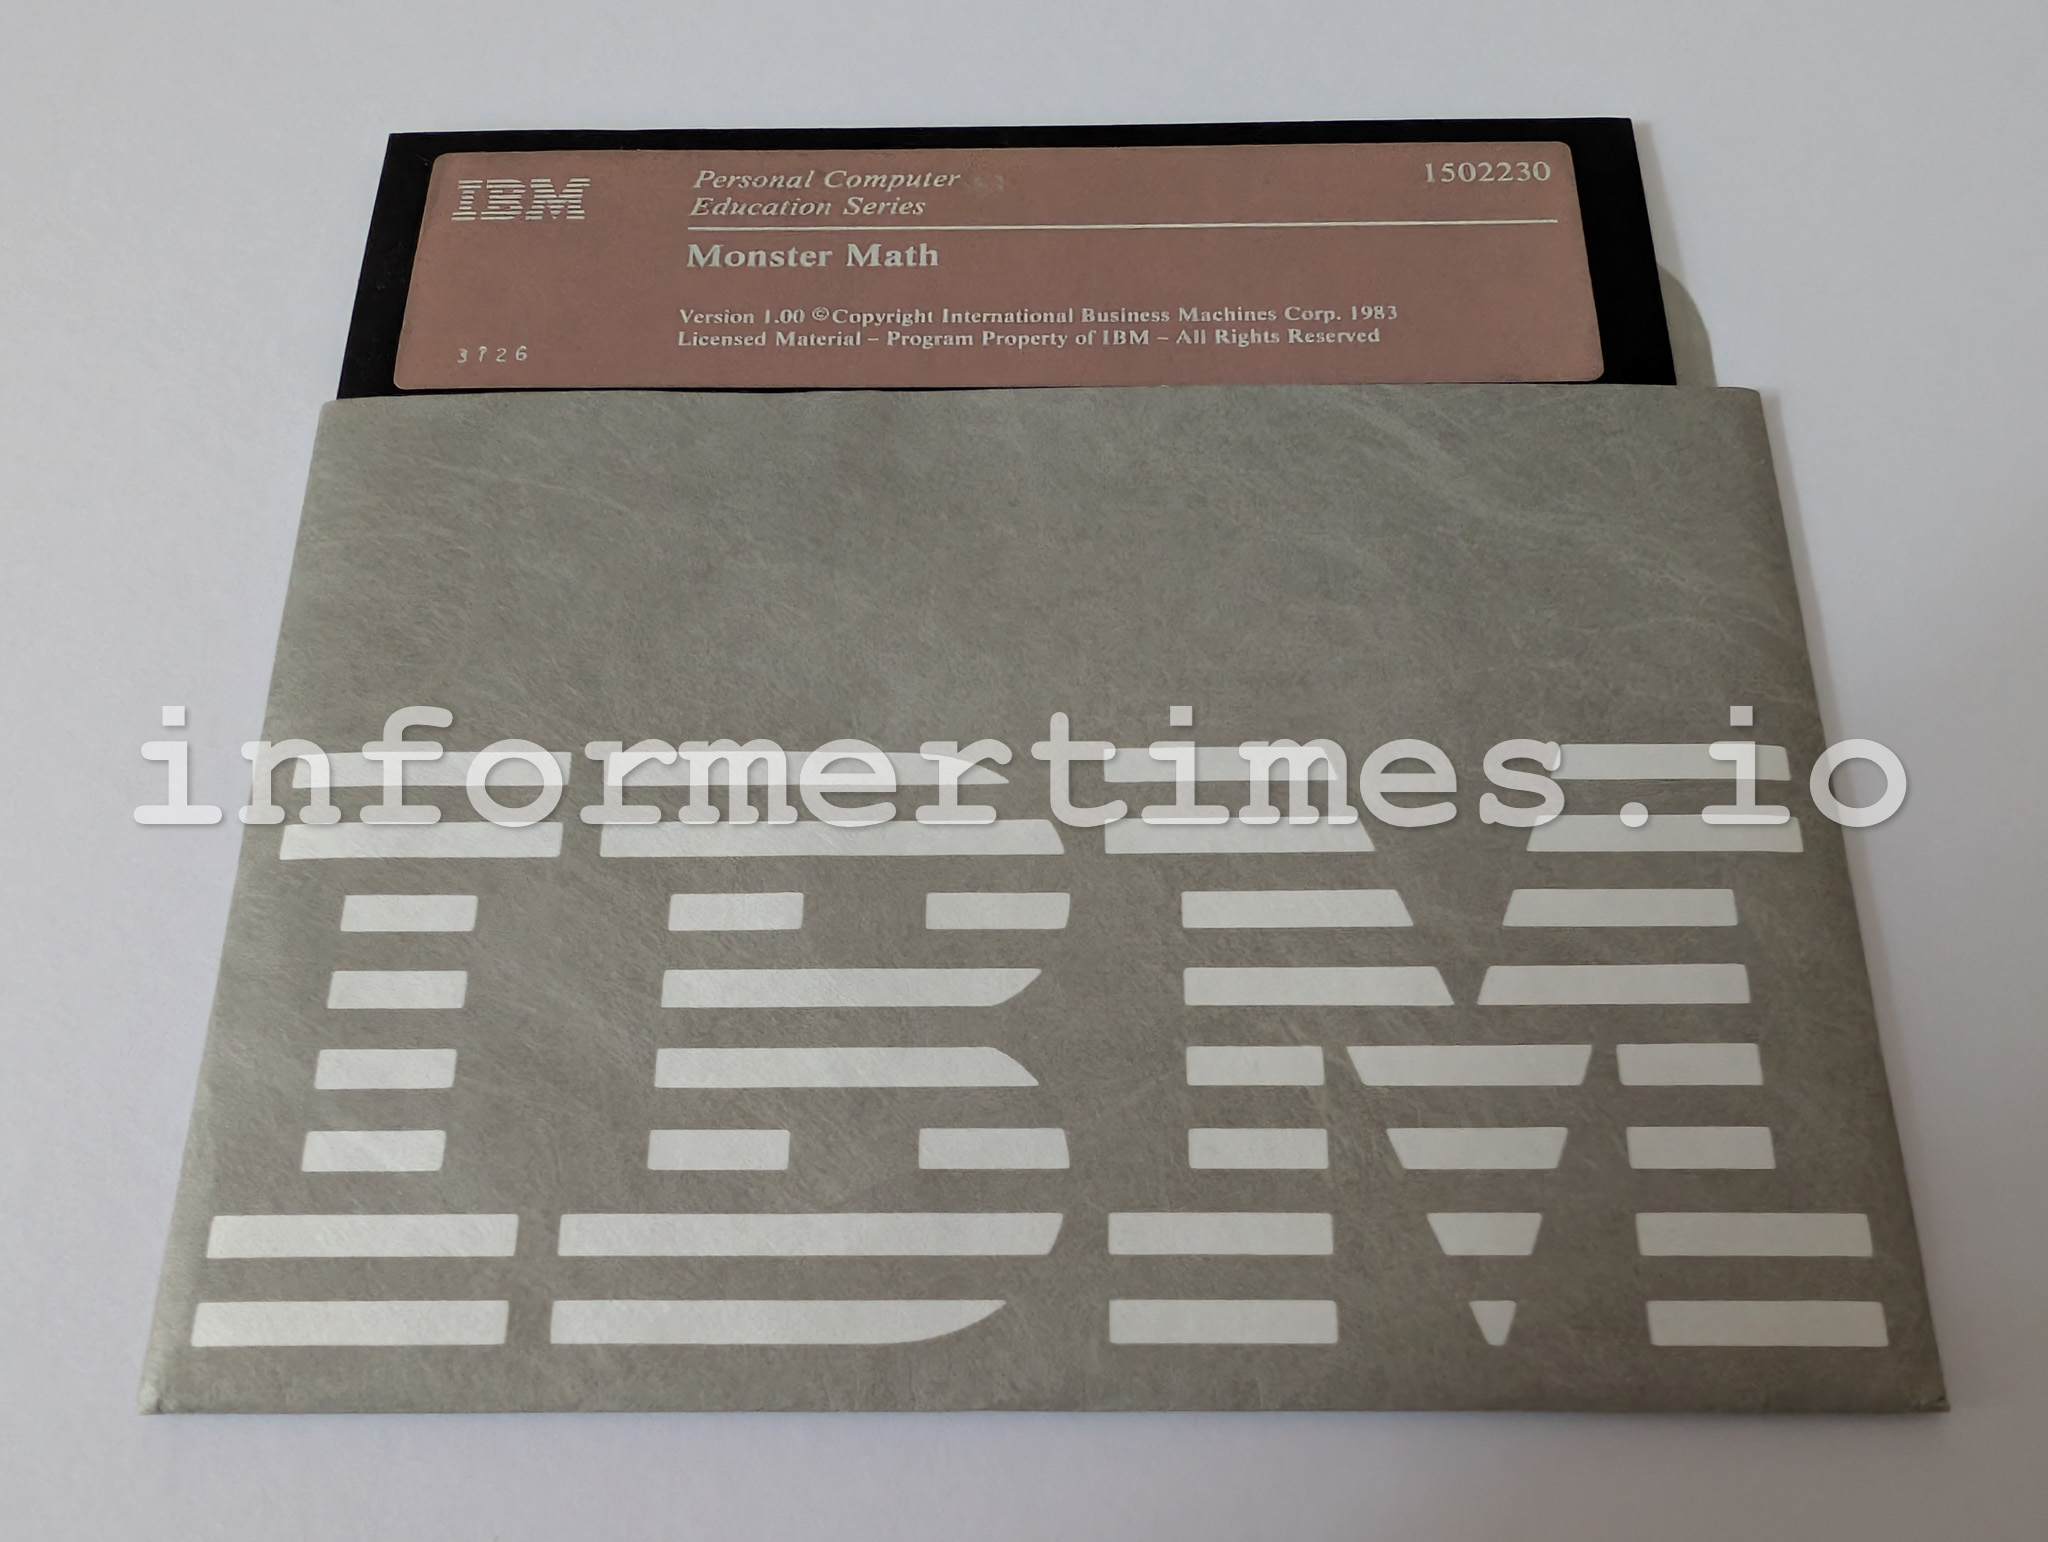 IBM
Personal Computer
Education Series
1502230
Monster Math
Version 1.00 ©Copyright International Business Machines Corp. 1983
Licensed Material – Program Property of IBM – All Rights Reserved
3726
informertimes.io
IBM